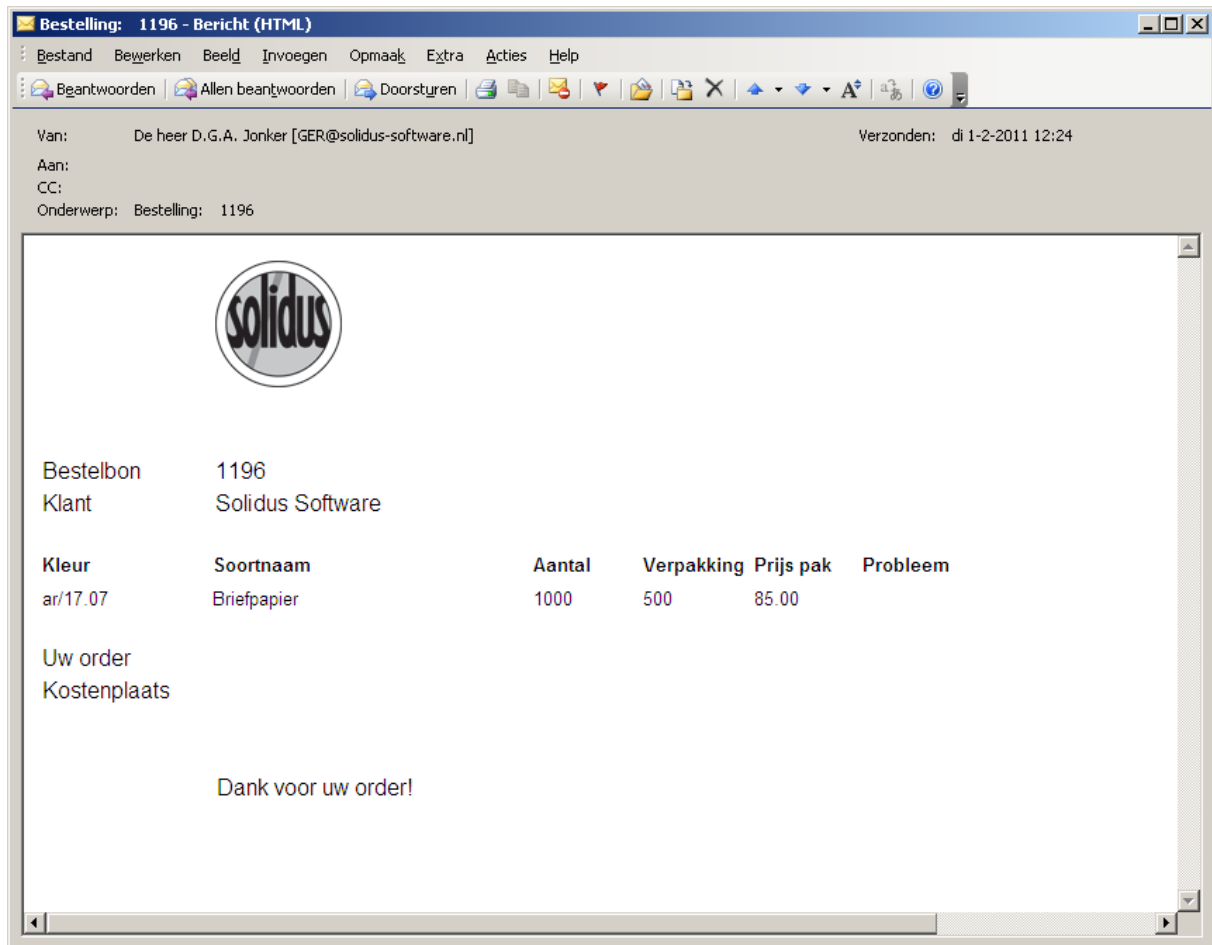 Bestelling: 1196 - Bericht (HTML)
Bestand Bewerken Beeld Invoegen Opmaak Extra Acties Help
Beantwoorden Allen beantwoorden Doorsturen
Van: De heer D.G.A. Jonker [GER@solidus-software.nl] Verzonden: di 1-2-2011 12:24
Aan:
CC:
Onderwerp: Bestelling: 1196
solidus
Bestelbon 1196
Klant Solidus Software
Kleur Soortnaam Aantal Verpakking Prijs pak Probleem
ar/17.07 Briefpapier 1000 500 85.00
Uw order
Kostenplaats
Dank voor uw order!